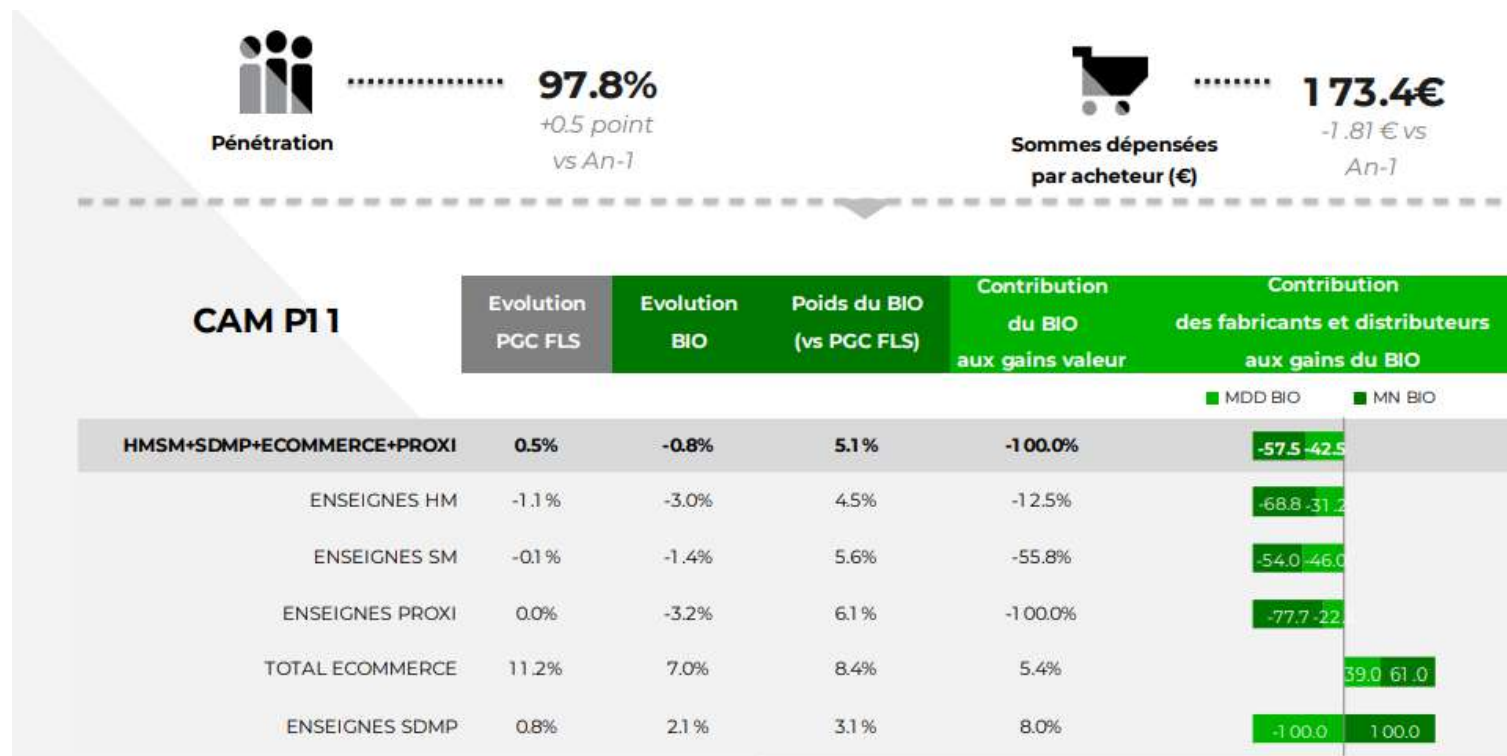 97.8%
+0.5 point
vs An-1
Pénétration
173.4€
-1.81 € vs
An-1
Sommes dépensées
par acheteur (€)
CAM P11
Evolution
PGC FLS
Evolution
BIO
Poids du BIO
(vs PGC FLS)
Contribution
du BIO
aux gains valeur
Contribution
des fabricants et distributeurs
aux gains du BIO
MDD BIO MN BIO
HMSM+SDMP+ECOMMERCE+PROXI 0.5% -0.8% 5.1% -100.0% -57.5 -42.5
ENSEIGNES HM -1.1% -3.0% 4.5% -12.5% -68.8 -31.2
ENSEIGNES SM -0.1% -1.4% 5.6% -55.8% -54.0 -46.0
ENSEIGNES PROXI 0.0% -3.2% 6.1% -100.0% -77.7 -22.
TOTAL ECOMMERCE 11.2% 7.0% 8.4% 5.4% 39.0 61.0
ENSEIGNES SDMP 0.8% 2.1% 3.1% 8.0% -100.0 100.0